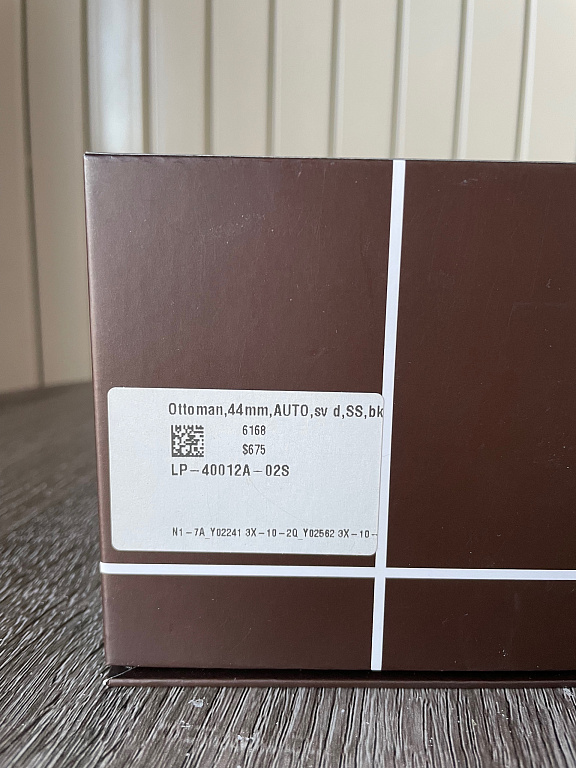 Ottoman,44mm,AUTO,sv d,SS,bk
6168
$675
LP-40012A-02S
N1-7A_Y02241 3X-10-2Q_Y02562 3X-10-